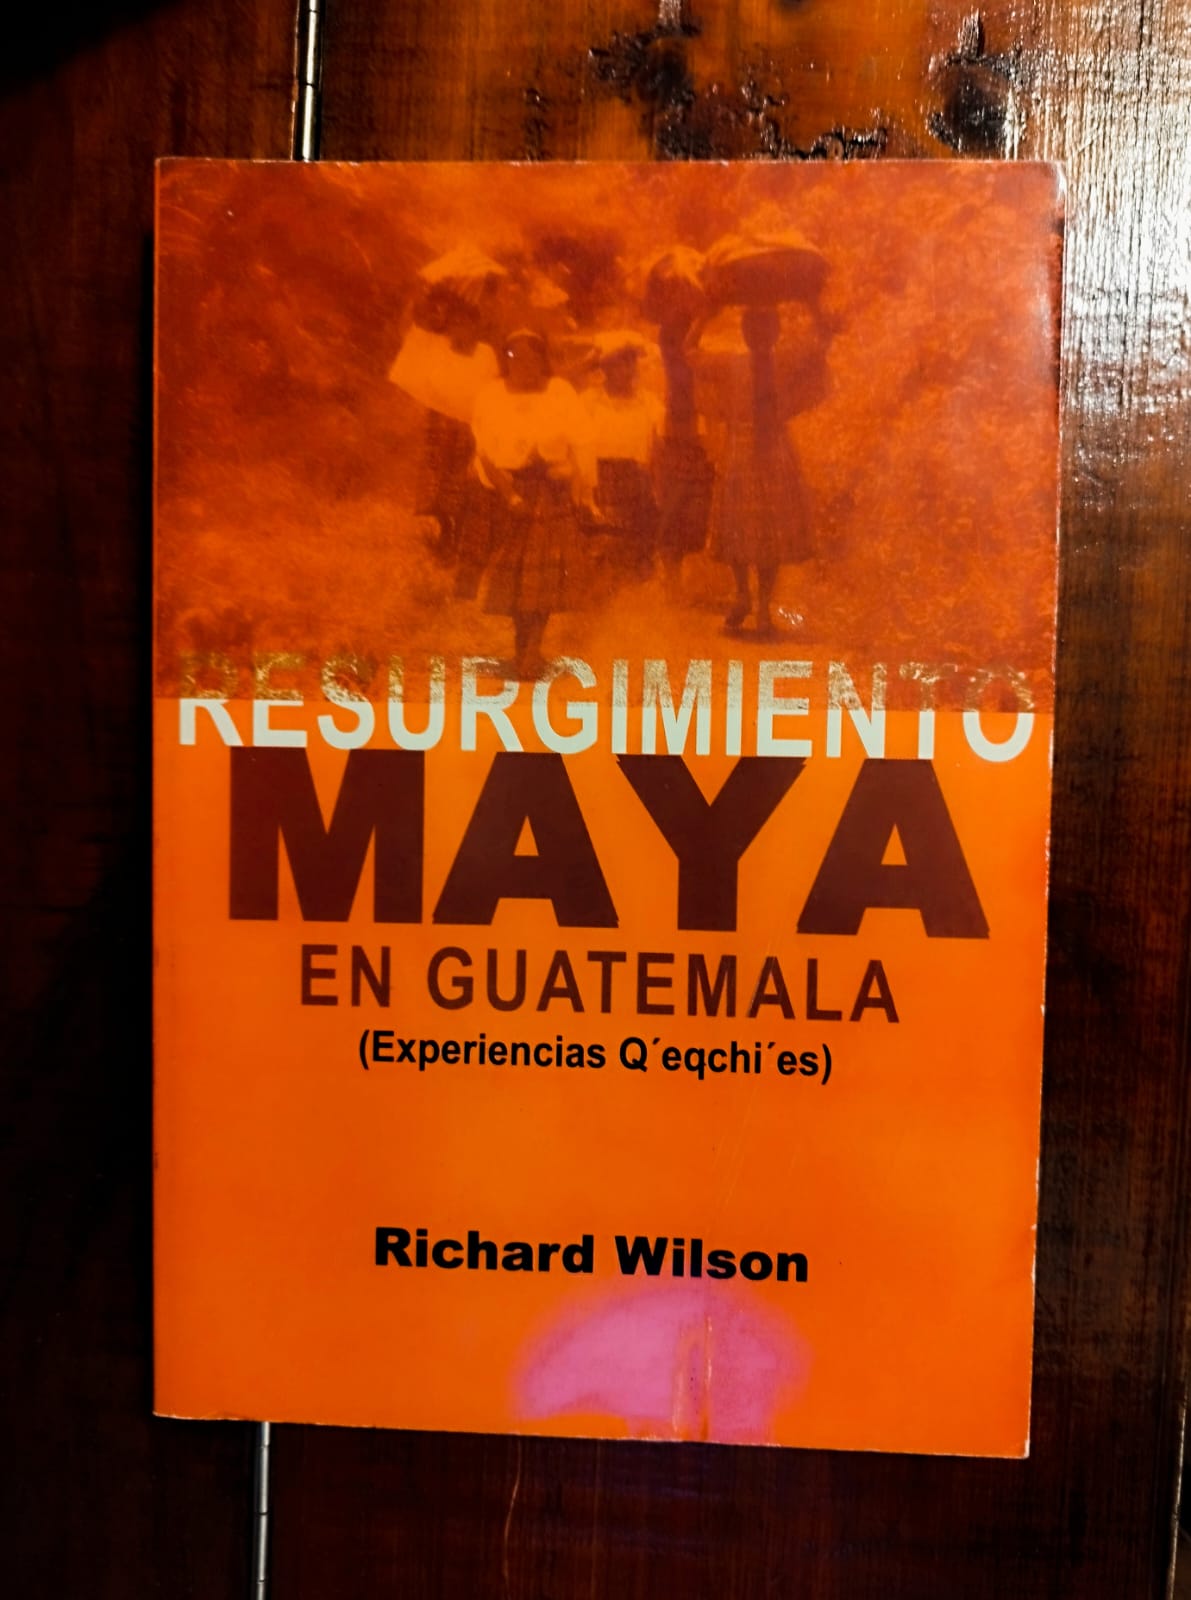 RESURGIMIENTO
MAYA
EN GUATEMALA
(Experiencias Q´eqchi´es)
Richard Wilson